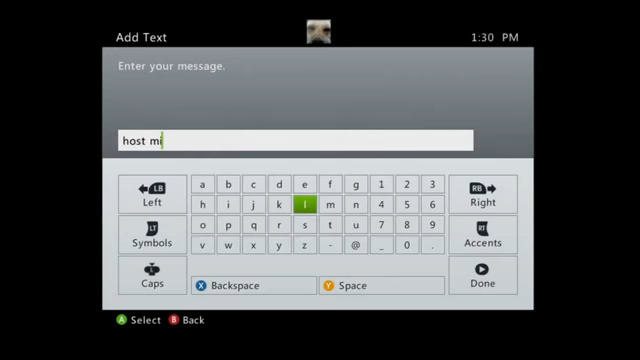 Add Text
1:30 PM
Enter your message.
host mi
LB
Left
a b c d e f g 1 2 3
RB
Right
h i j k l m n 4 5 6
LT
Symbols
o p q r s t u 7 8 9
RT
Accents
v w x y z - @ _ 0 .
Caps
X Backspace
Y Space
Done
A Select B Back